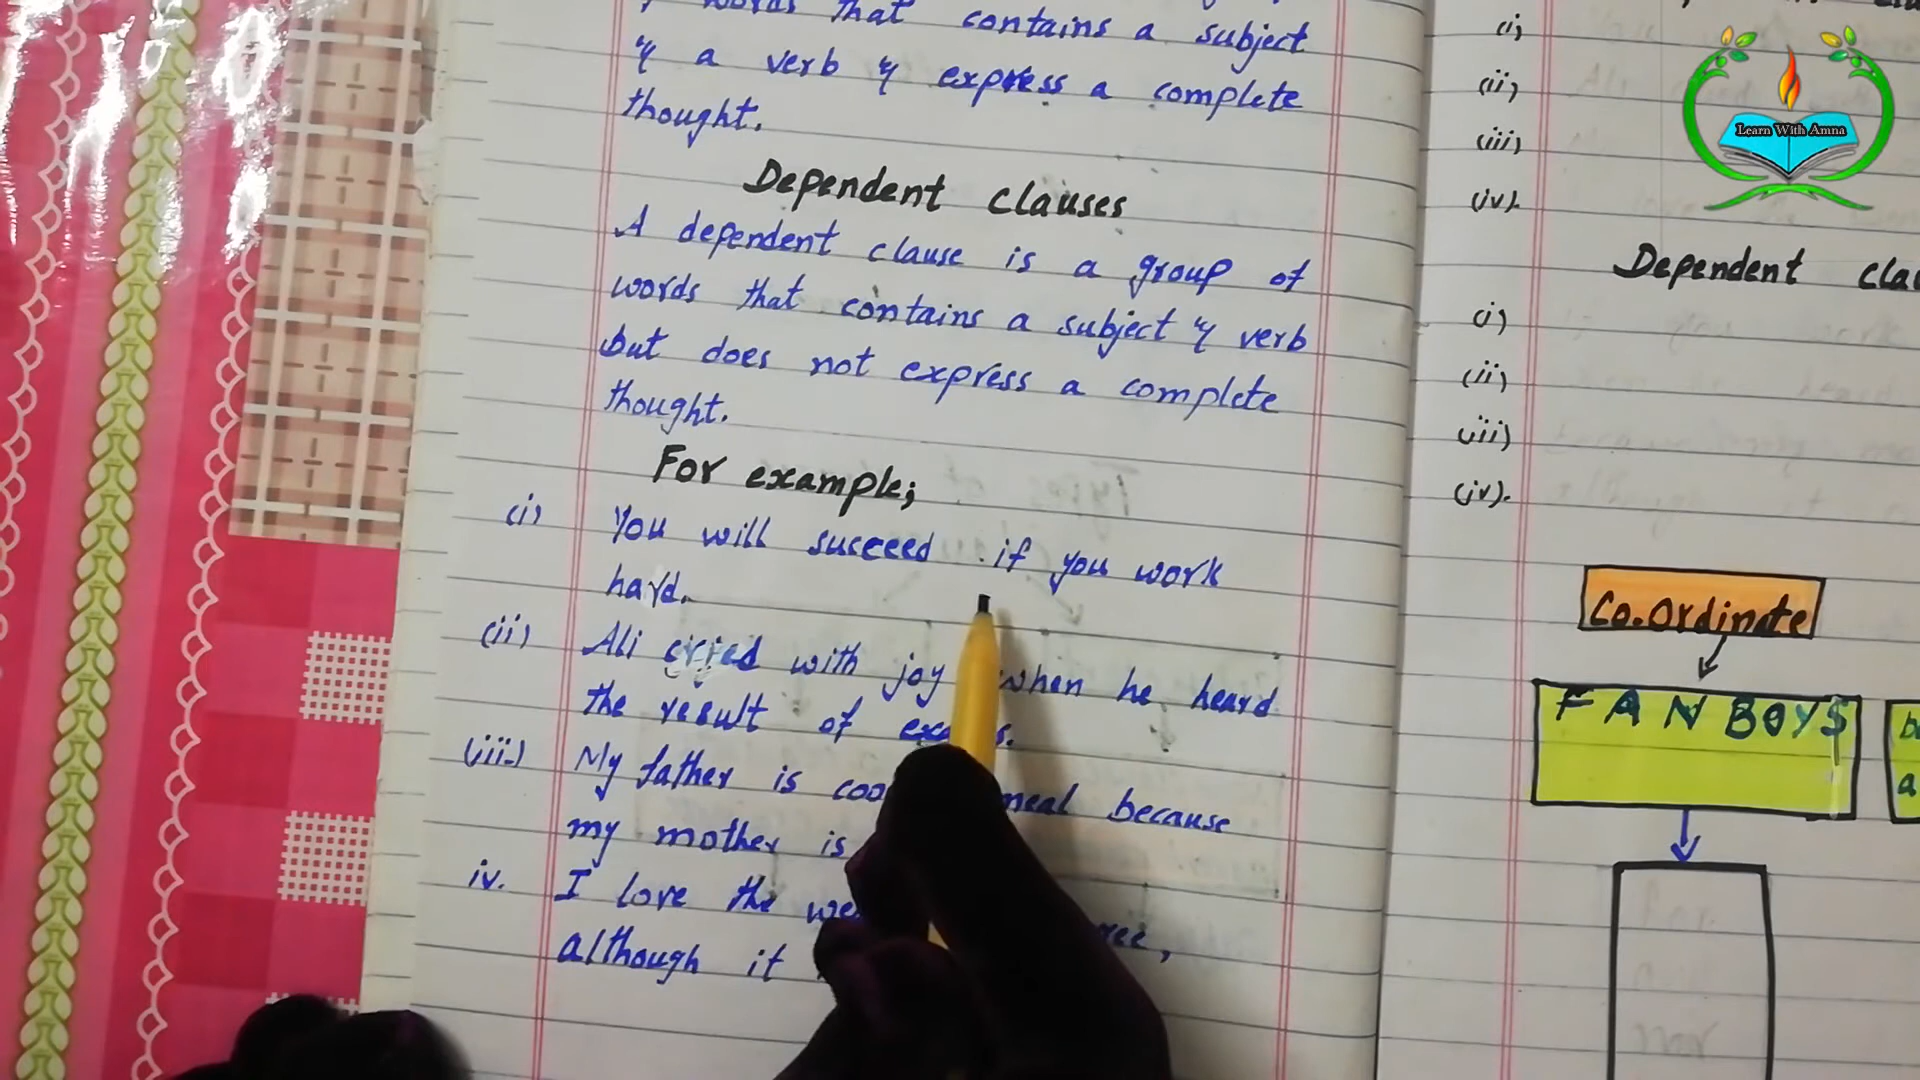 words that contains a subject
& a verb & express a complete
thought.
Dependent clauses
A dependent clause is a group of
words that contains a subject & verb
but does not express a complete
thought.
For example;
(i) You will succeed if you work
hard.
(ii) Ali cried with joy when he heard
the result of
(iii) My father is meal because
my mother is
iv. I love the
although it
(i)
(ii)
(iii)
(iv).
Dependent
(i)
(ii)
(iii)
(iv).
Co.Ordinate
FANBOYS
Learn With Amna